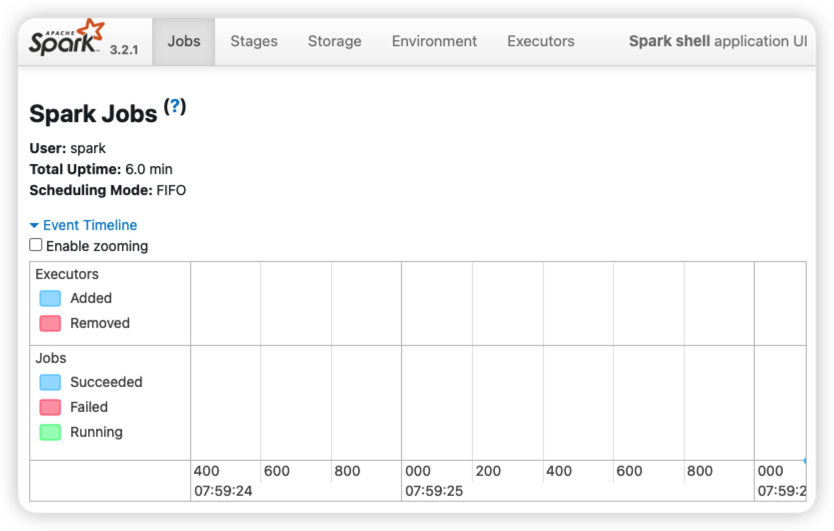 APACHE
Spark 3.2.1 Jobs Stages Storage Environment Executors Spark shell application UI
Spark Jobs (?)
User: spark
Total Uptime: 6.0 min
Scheduling Mode: FIFO
Event Timeline
Enable zooming
Executors
Added
Removed
Jobs
Succeeded
Failed
Running
400 600 800 000 200 400 600 800 000
07:59:24 07:59:25 07:59:2